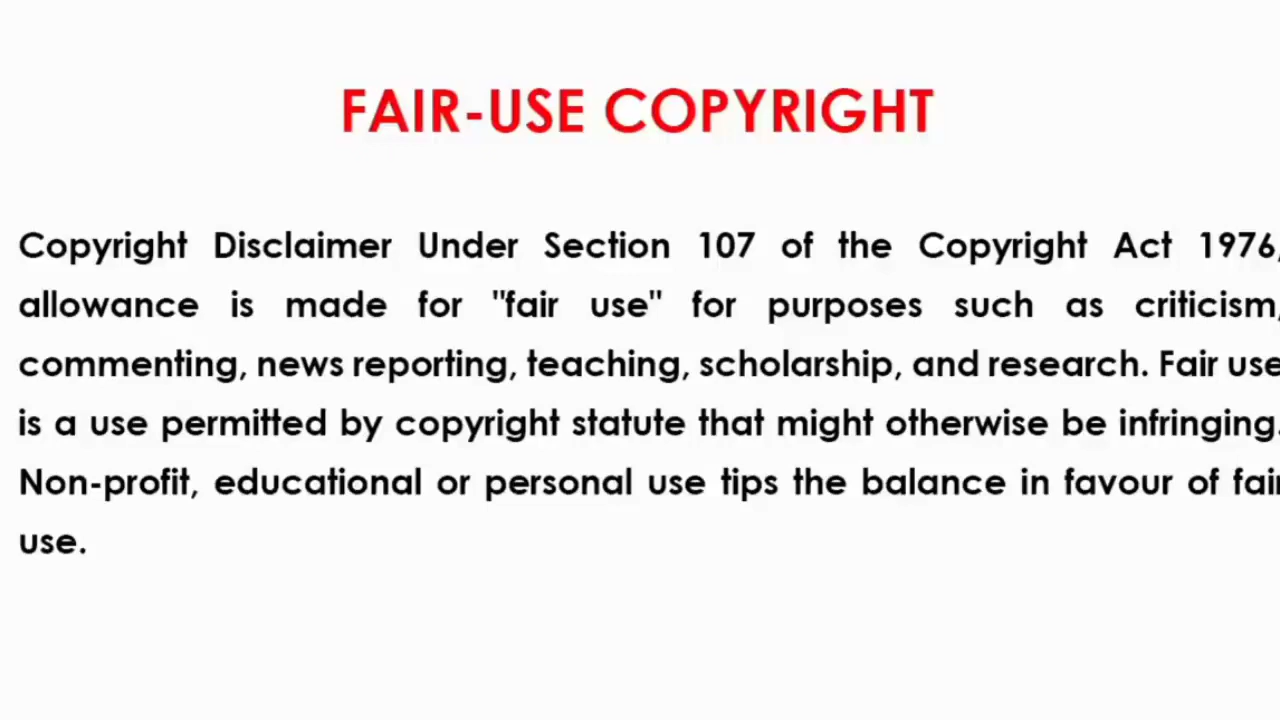 FAIR-USE COPYRIGHT
Copyright Disclaimer Under Section 107 of the Copyright Act 1976,
allowance is made for "fair use" for purposes such as criticism,
commenting, news reporting, teaching, scholarship, and research. Fair use
is a use permitted by copyright statute that might otherwise be infringing.
Non-profit, educational or personal use tips the balance in favour of fair
use.